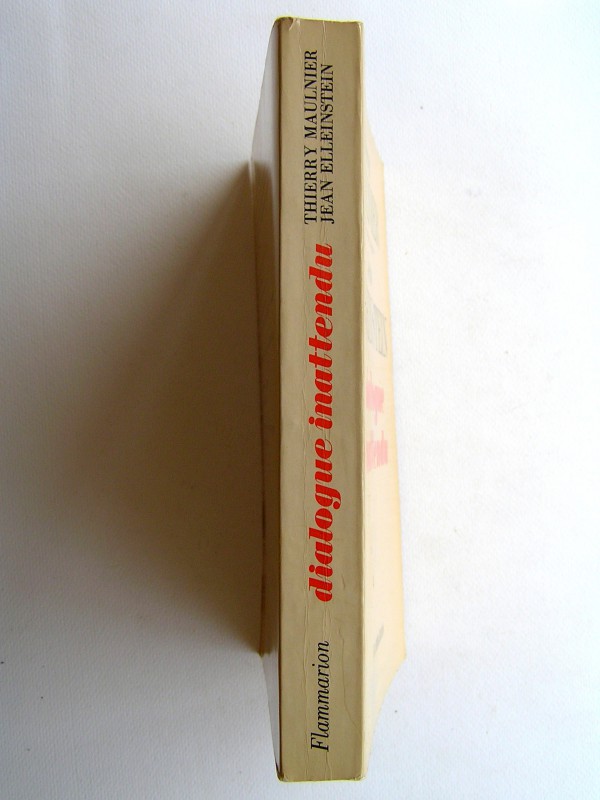 THIERRY MAULNIER
JEAN ELLEINSTEIN
dialogue inattendu
Flammarion